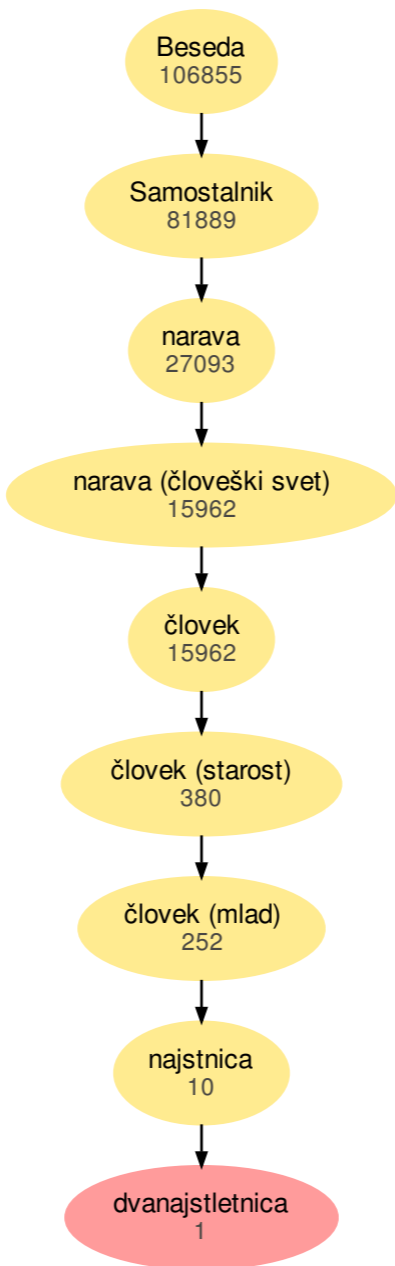 Beseda
106855
Samostalnik
81889
narava
27093
narava (človeški svet)
15962
človek
15962
človek (starost)
380
človek (mlad)
252
najstnica
10
dvanajstletnica
1